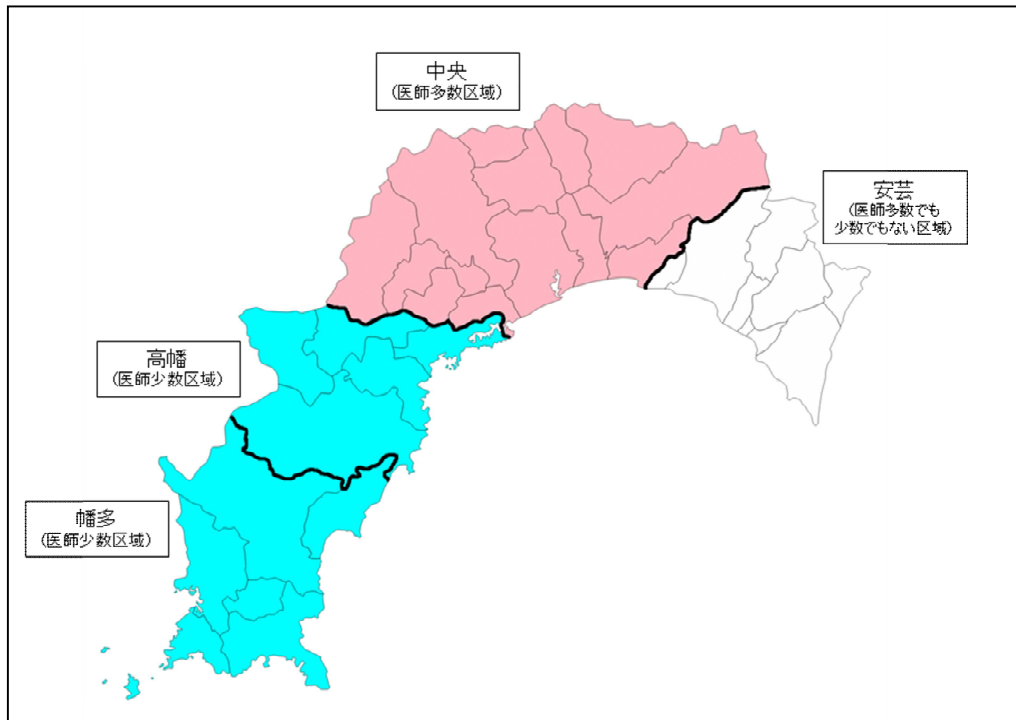 中央
(医師多数区域)
安芸
(医師多数でも
少数でもない区域)
高幡
(医師少数区域)
幡多
(医師少数区域)